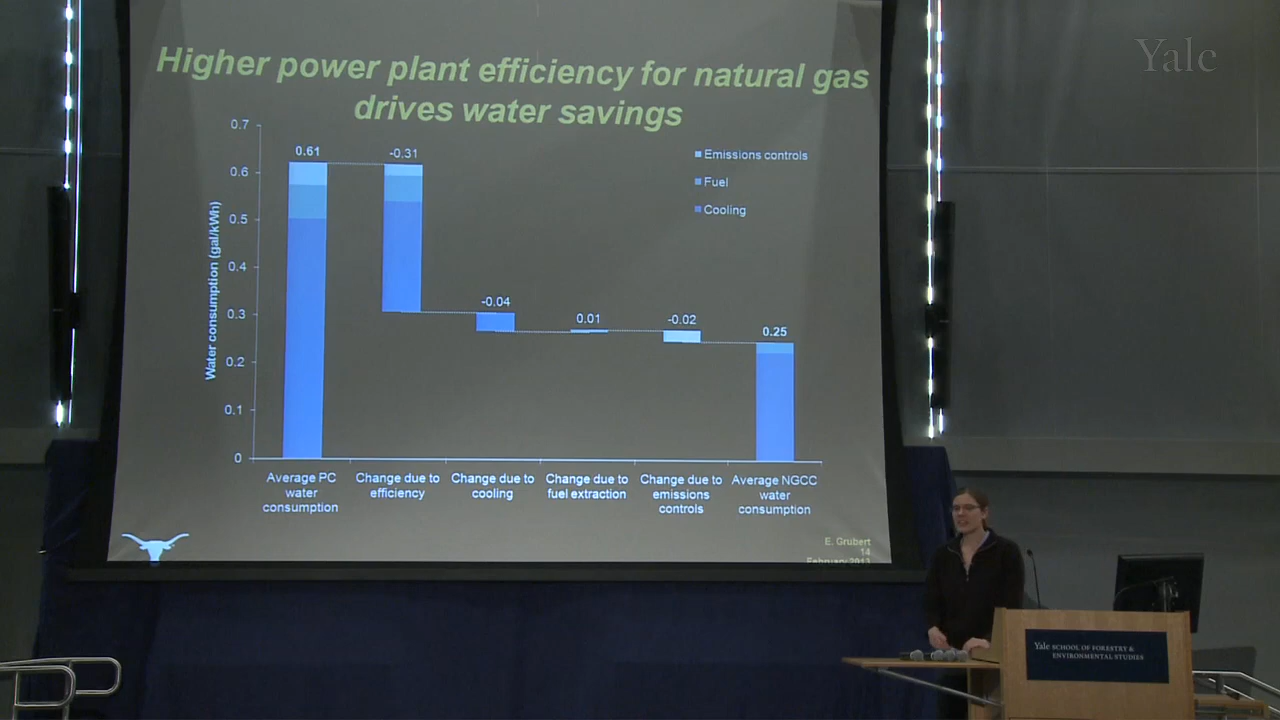 Yale
Higher power plant efficiency for natural gas
drives water savings
0.7
0.6
0.5
0.4
0.3
0.2
0.1
0
Water consumption (gal/kWh)
0.61
-0.31
-0.04
0.01
-0.02
0.25
Emissions controls
Fuel
Cooling
Average PC
water
consumption
Change due to
efficiency
Change due to
cooling
Change due to
fuel extraction
Change due to
emissions
controls
Average NGCC
water
consumption
E. Grubert
14
February 2013
Yale SCHOOL OF FORESTRY &
ENVIRONMENTAL STUDIES